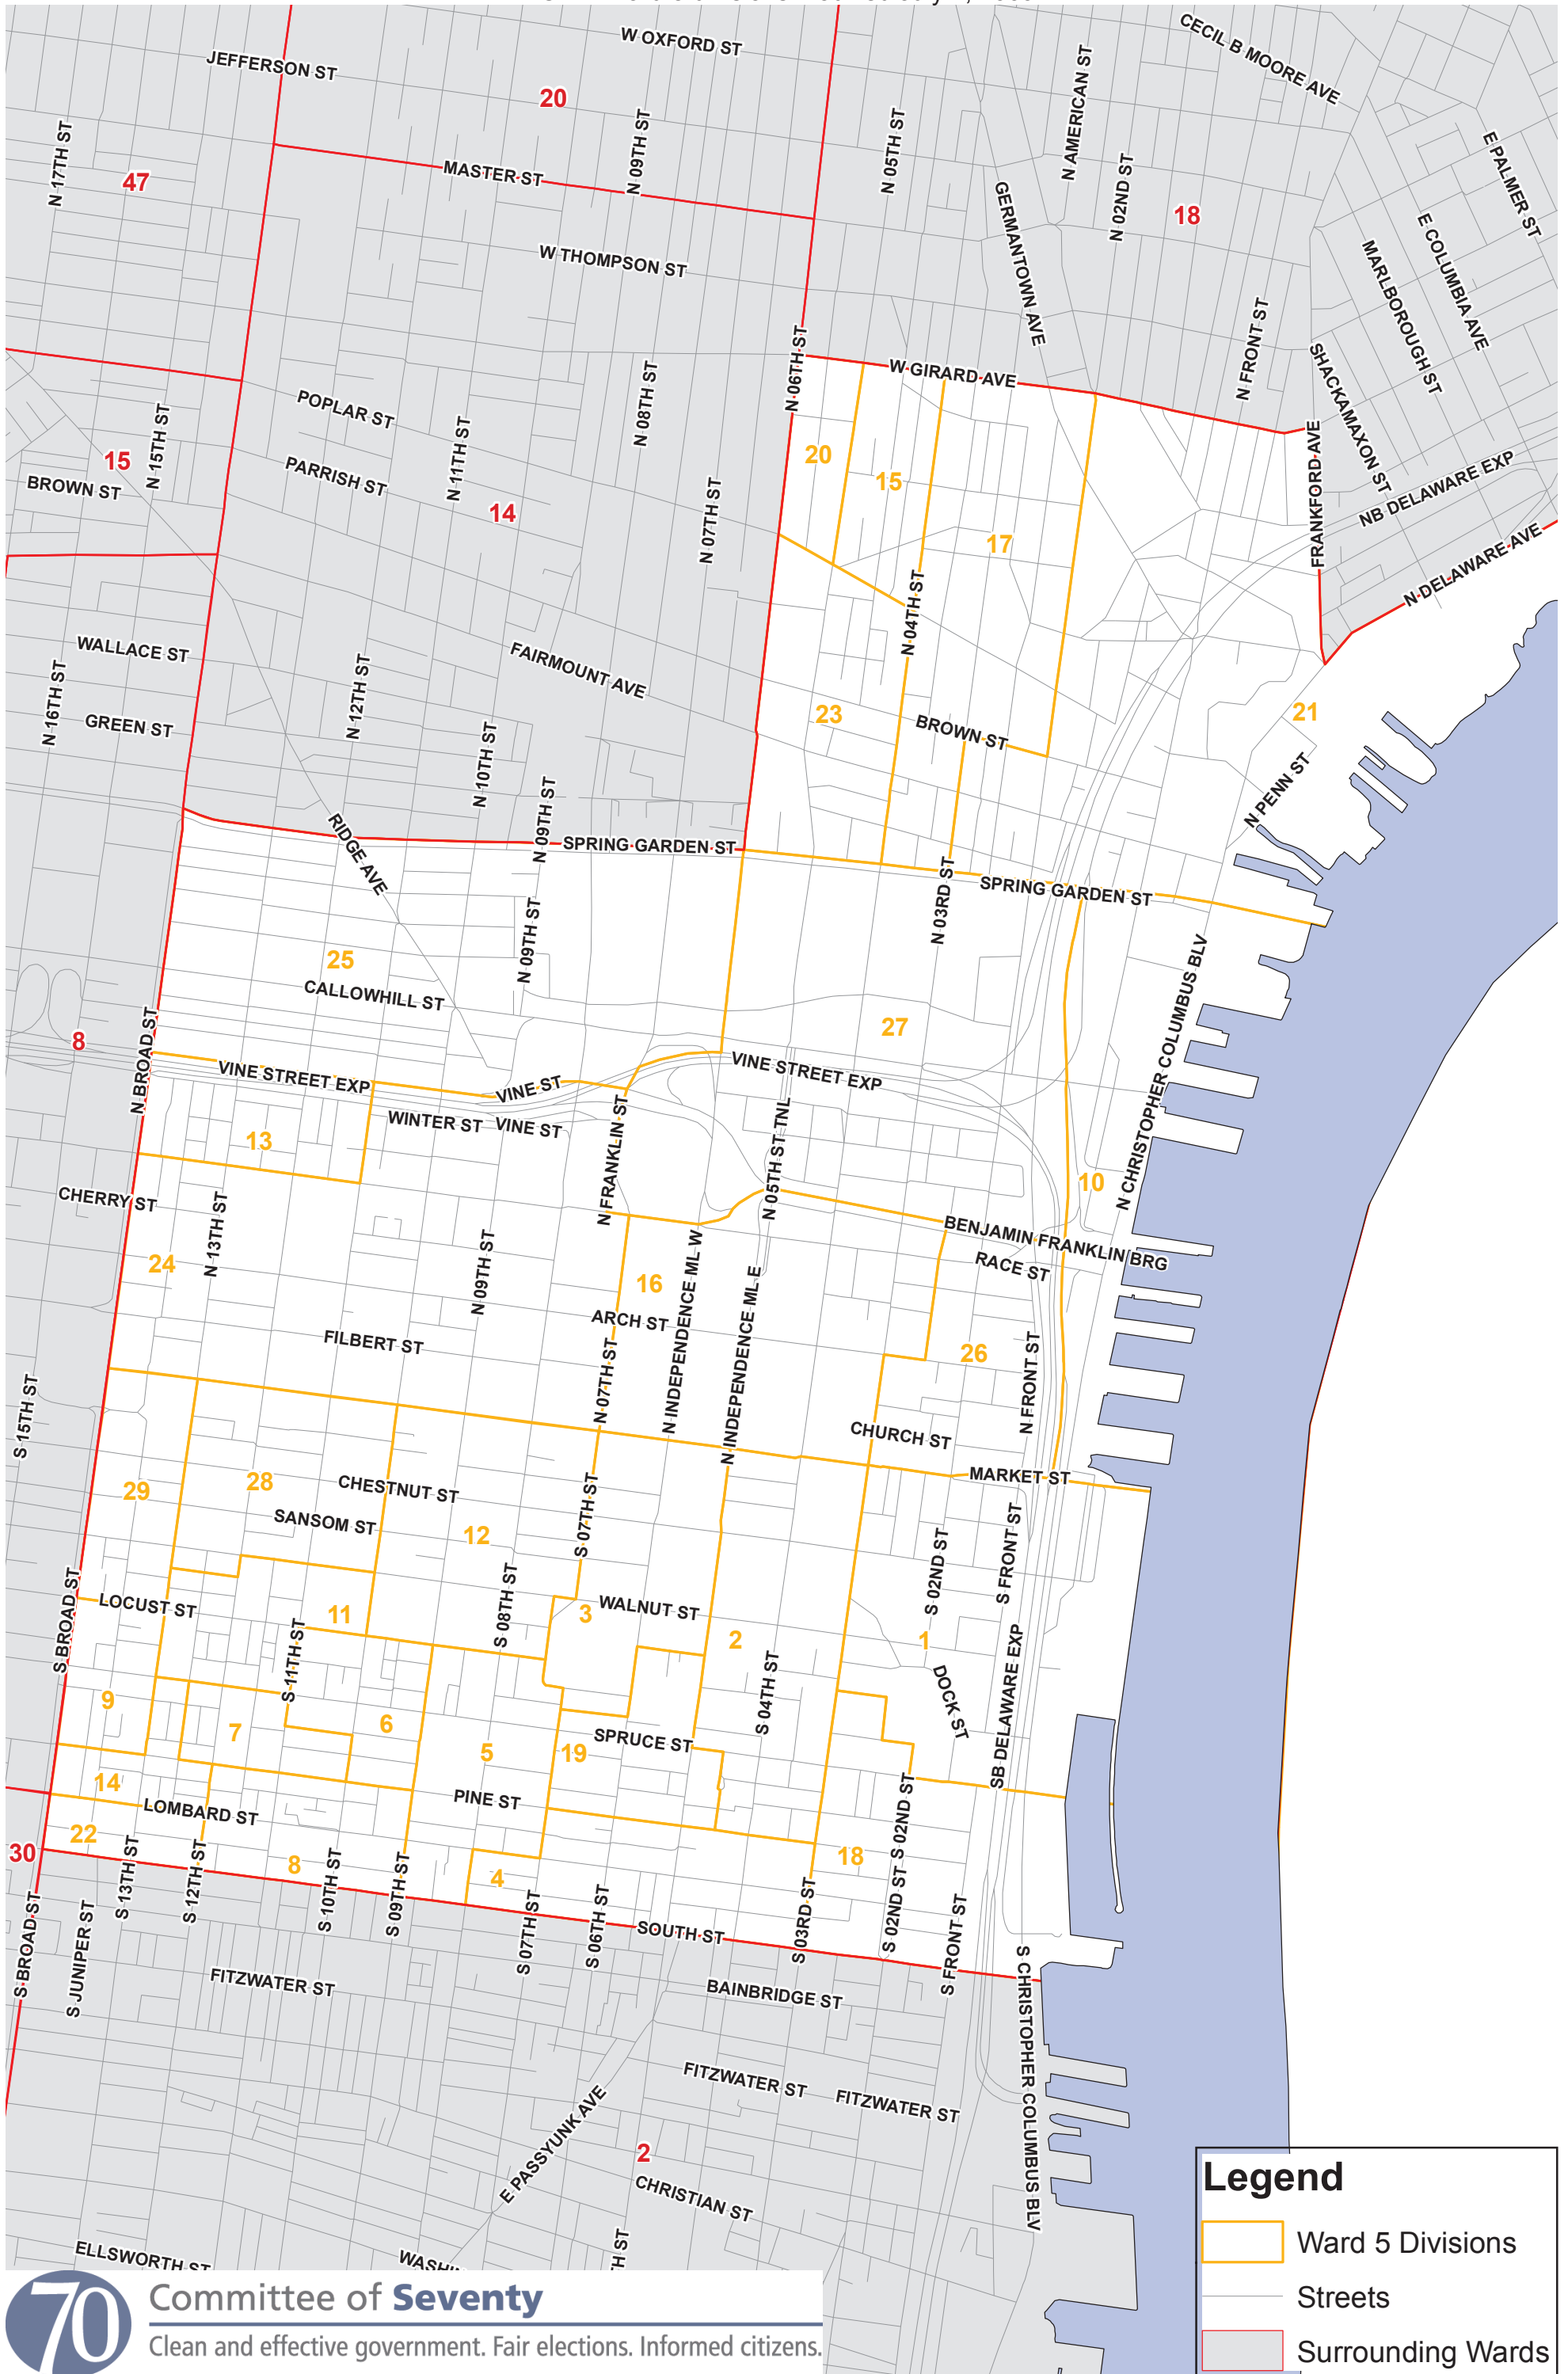 W OXFORD ST
CECIL B MOORE AVE
JEFFERSON ST
20
N AMERICAN ST
N 09TH ST
N 05TH ST
N 17TH ST
E PALMER ST
47
MASTER ST
N 02ND ST
GERMANTOWN AVE
18
E COLUMBIA AVE
MARLBOROUGH ST
W THOMPSON ST
N FRONT ST
N 06TH ST
W GIRARD AVE
SHACKAMAXON ST
N 08TH ST
POPLAR ST
N 15TH ST
N 11TH ST
15
20
15
PARRISH ST
BROWN ST
FRANKFORD AVE
NB DELAWARE EXP
14
N 07TH ST
17
N DELAWARE AVE
N 04TH ST
WALLACE ST
FAIRMOUNT AVE
N 12TH ST
N 16TH ST
GREEN ST
23
21
BROWN ST
N 10TH ST
N PENN ST
N 09TH ST
RIDGE AVE
SPRING GARDEN ST
SPRING GARDEN ST
N 03RD ST
N 09TH ST
25
CALLOWHILL ST
27
8
N CHRISTOPHER COLUMBUS BLV
N BROAD ST
VINE STREET EXP
VINE STREET EXP
VINE ST
WINTER ST
VINE ST
13
N FRANKLIN ST
N 05TH ST TNL
10
CHERRY ST
N 13TH ST
BENJAMIN FRANKLIN BRG
24
N 09TH ST
RACE ST
16
N INDEPENDENCE ML W
N INDEPENDENCE ML E
ARCH ST
FILBERT ST
26
N FRONT ST
N 07TH ST
S 15TH ST
CHURCH ST
MARKET ST
29
28
CHESTNUT ST
S 07TH ST
SANSOM ST
12
S FRONT ST
S 02ND ST
S BROAD ST
LOCUST ST
11
S 08TH ST
3
WALNUT ST
2
1
S 11TH ST
SB DELAWARE EXP
S 04TH ST
DOCK ST
9
7
6
5
19
SPRUCE ST
14
PINE ST
LOMBARD ST
S 02ND ST
22
30
8
4
18
S 13TH ST
S 12TH ST
S 10TH ST
S 09TH ST
S 07TH ST
S 06TH ST
SOUTH ST
S 03RD ST
S 02ND ST
S FRONT ST
S BROAD ST
S JUNIPER ST
FITZWATER ST
BAINBRIDGE ST
S CHRISTOPHER COLUMBUS BLV
FITZWATER ST
FITZWATER ST
E PASSYUNK AVE
2
CHRISTIAN ST
ELLSWORTH ST
Legend
Ward 5 Divisions
Streets
Surrounding Wards
70
Committee of Seventy
Clean and effective government. Fair elections. Informed citizens.